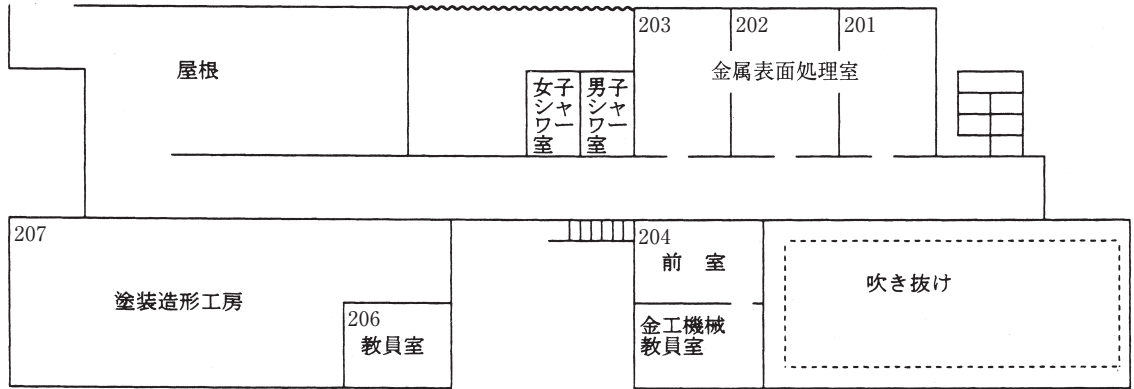 屋根
女子シャワー室
男子シャワー室
203
202
201
金属表面処理室
207
塗装造形工房
206
教員室
204
前　室
金工機械
教員室
吹き抜け